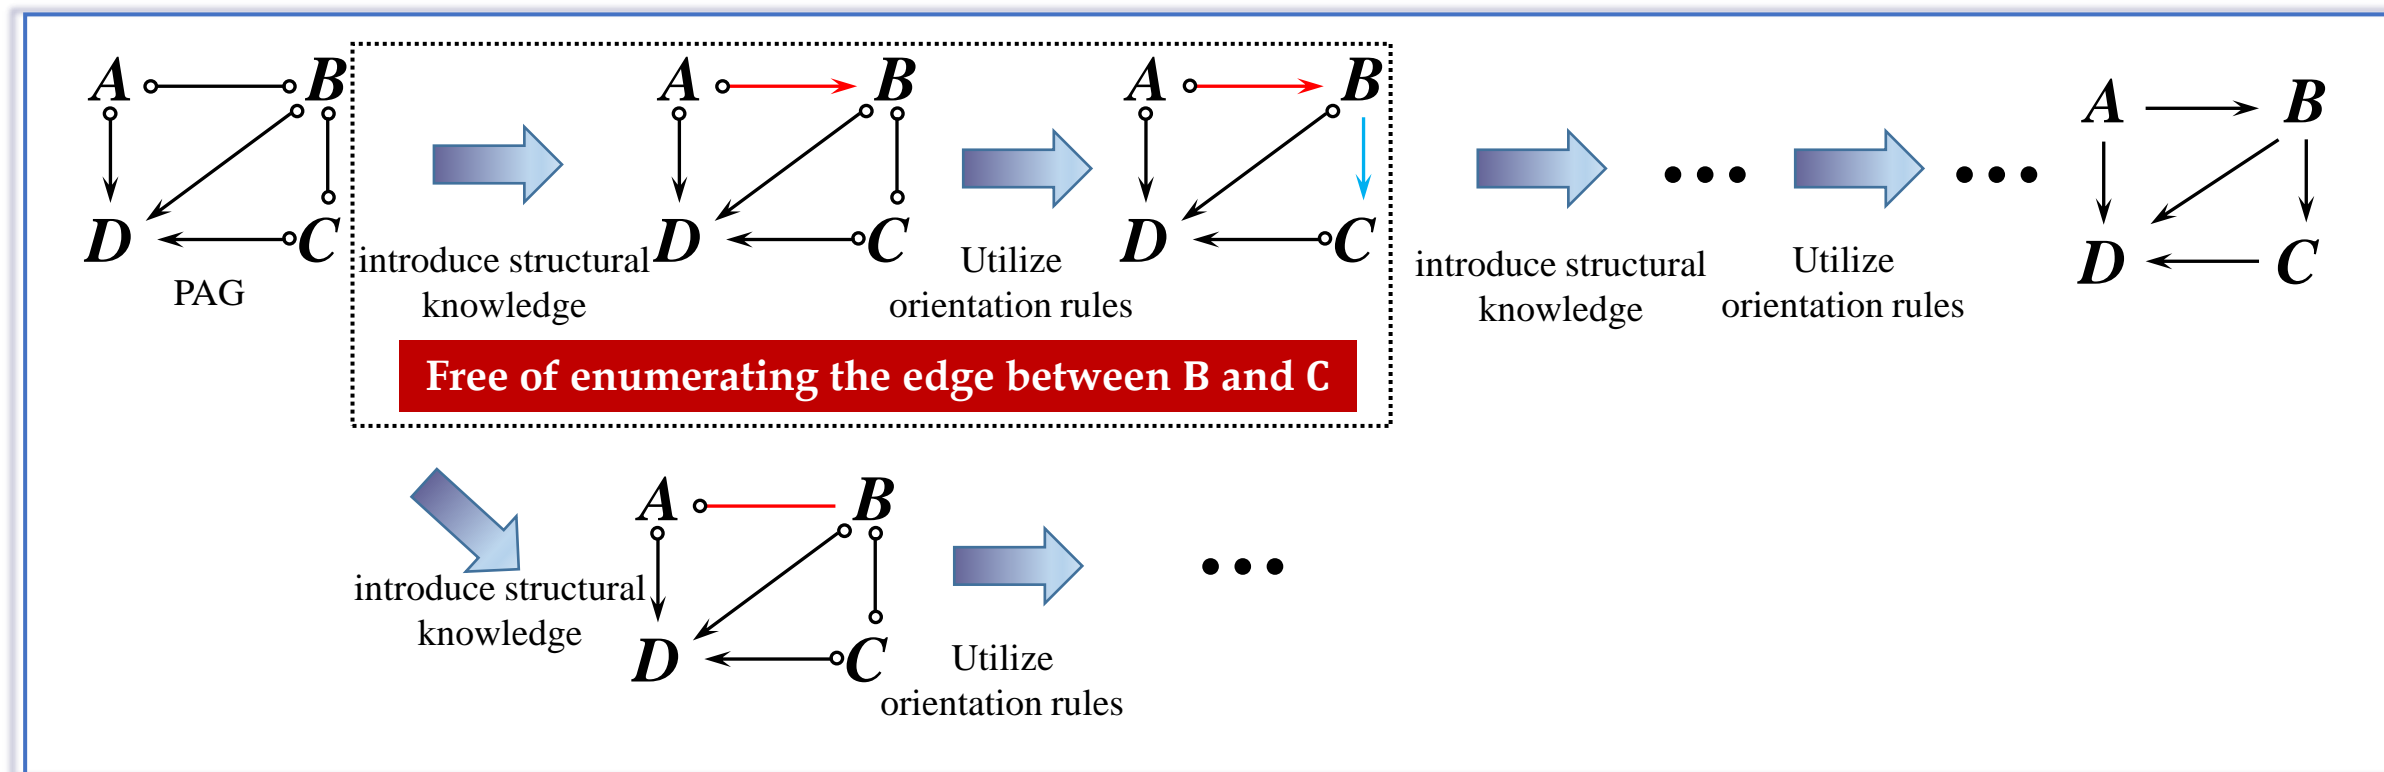 A B A B A B A B
D C D C D C D C
PAG
introduce structural
knowledge
Utilize
orientation rules
introduce structural
knowledge
Utilize
orientation rules
Free of enumerating the edge between B and C
A B
D C
introduce structural
knowledge
Utilize
orientation rules